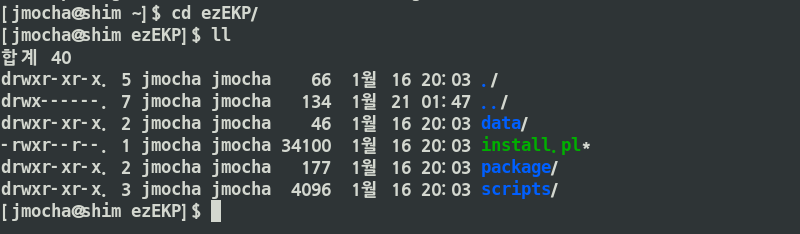 [jmocha@shim ~]$ cd ezEKP/
[jmocha@shim ezEKP]$ ll
합계 40
drwxr-xr-x. 5 jmocha jmocha    66  1월  16 20:03 ./
drwx------. 7 jmocha jmocha   134  1월  21 01:47 ../
drwxr-xr-x. 2 jmocha jmocha    46  1월  16 20:03 data/
-rwxr--r--. 1 jmocha jmocha 34100  1월  16 20:03 install.pl*
drwxr-xr-x. 2 jmocha jmocha   177  1월  16 20:03 package/
drwxr-xr-x. 3 jmocha jmocha  4096  1월  16 20:03 scripts/
[jmocha@shim ezEKP]$